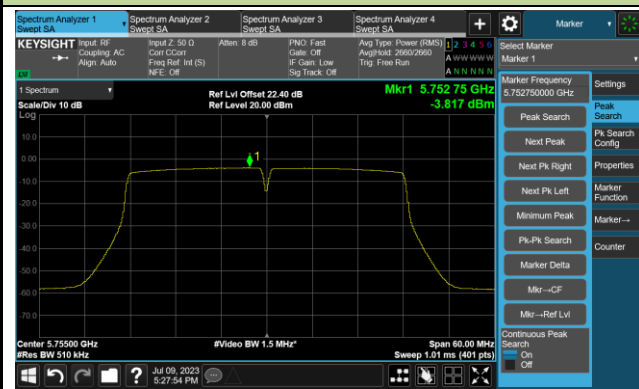 Spectrum Analyzer 1
Swept SA
Spectrum Analyzer 2
Swept SA
Spectrum Analyzer 3
Swept SA
Spectrum Analyzer 4
Swept SA
+
Marker
KEYSIGHT
Input: RF
Coupling: AC
Align: Auto
Input Z: 50 Ω
Corr CCorr
Freq Ref: Int (S)
NFE: Off
Atten: 8 dB
PNO: Fast
Gate: Off
IF Gain: Low
Sig Track: Off
Avg Type: Power (RMS)
Avg|Hold: 2660/2660
Trig: Free Run
1 2 3 4 5 6
A W W W W W
A N N N N N
Select Marker
Marker 1
1 Spectrum
Scale/Div 10 dB
Ref Lvl Offset 22.40 dB
Ref Level 20.00 dBm
Mkr1 5.752 75 GHz
-3.817 dBm
Log
10.0
0.00
-10.0
-20.0
-30.0
-40.0
-50.0
-60.0
-70.0
1
Center 5.75500 GHz
#Res BW 510 kHz
#Video BW 1.5 MHz*
Span 60.00 MHz
Sweep 1.01 ms (401 pts)
Marker Frequency
5.752750000 GHz
Peak Search
Next Peak
Next Pk Right
Next Pk Left
Minimum Peak
Pk-Pk Search
Marker Delta
Mkr→CF
Mkr→Ref Lvl
Continuous Peak
Search
On
Off
Settings
Peak
Search
Pk Search
Config
Properties
Marker
Function
Marker→
Counter
?
Jul 09, 2023
5:27:54 PM